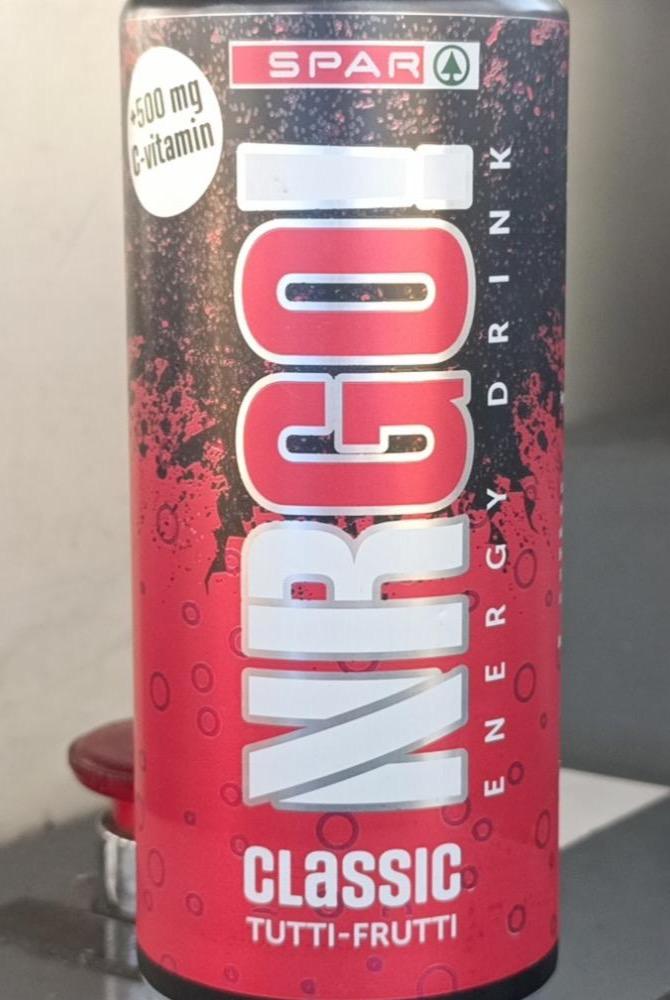 SPAR
+500 mg
C-vitamin
NRGO!
ENERGY DRINK
CLaSSIC
TUTTI-FRUTTI